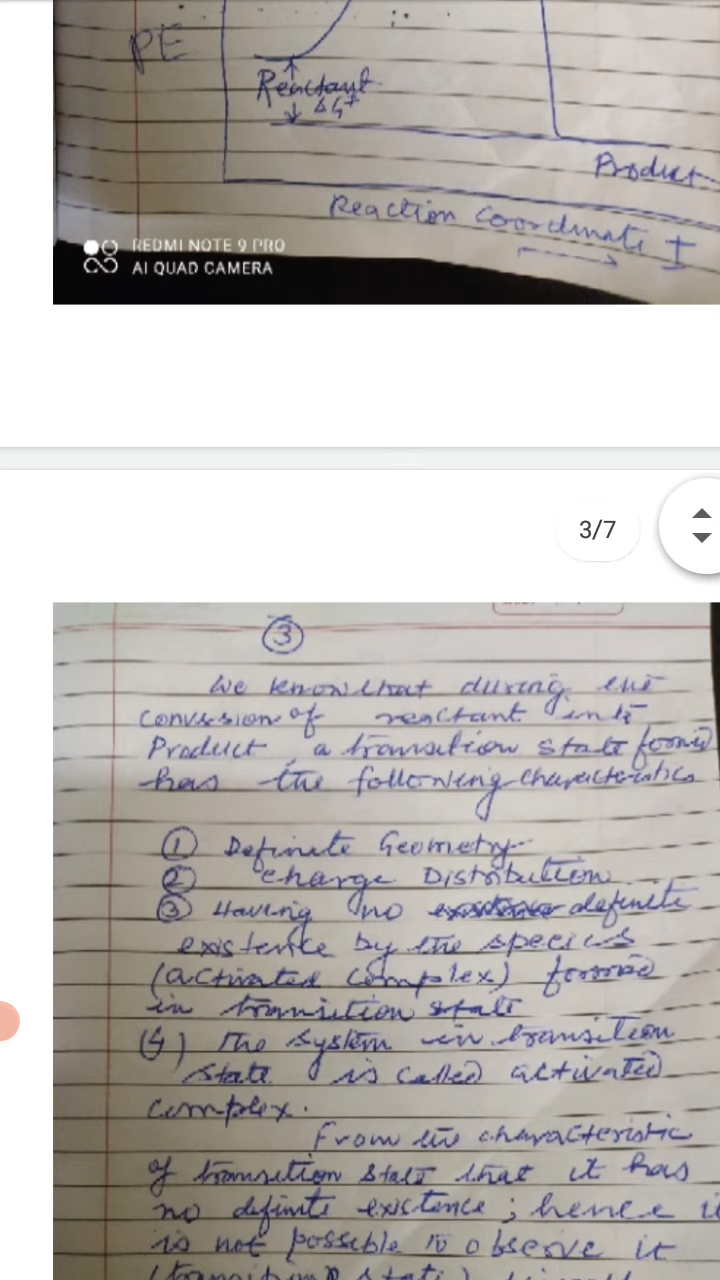 PE
Reactant
ΔG‡
Product
Reaction Coordinate I
REDMI NOTE 9 PRO
AI QUAD CAMERA
3/7
3
We know that during the
conversion of reactant into
Product, a transition state formed
has the following characteristics
① Definite Geometry
② Charge Distribution
③ Having no definite
existence by the species
(activated complex) formed
in transition state
(4) The system in transition
state is called activated
complex.
From the characteristic
of transition state that it has
no definite existence; hence it
is not possible to observe it
(transition state)